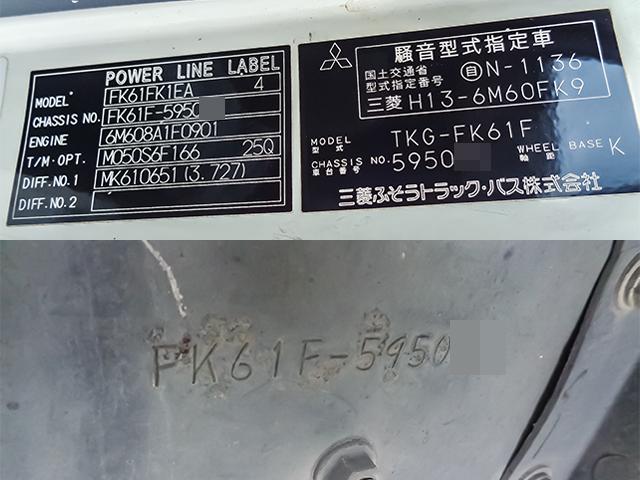 POWER LINE LABEL
MODEL FK61FK1EA 4
CHASSIS NO. FK61F-5950
ENGINE 6M608A1F0901
T/M·OPT. M050S6F166 25Q
DIFF.NO.1 MK610651 (3.727)
DIFF.NO.2
騒音型式指定車
国土交通省
型式指定番号 自N-1136
三菱 H13-6M60FK9
MODEL
型式 TKG-FK61F
CHASSIS NO.
車台番号 5950
WHEEL BASE
軸距 K
三菱ふそうトラック・バス株式会社
FK61F-5950